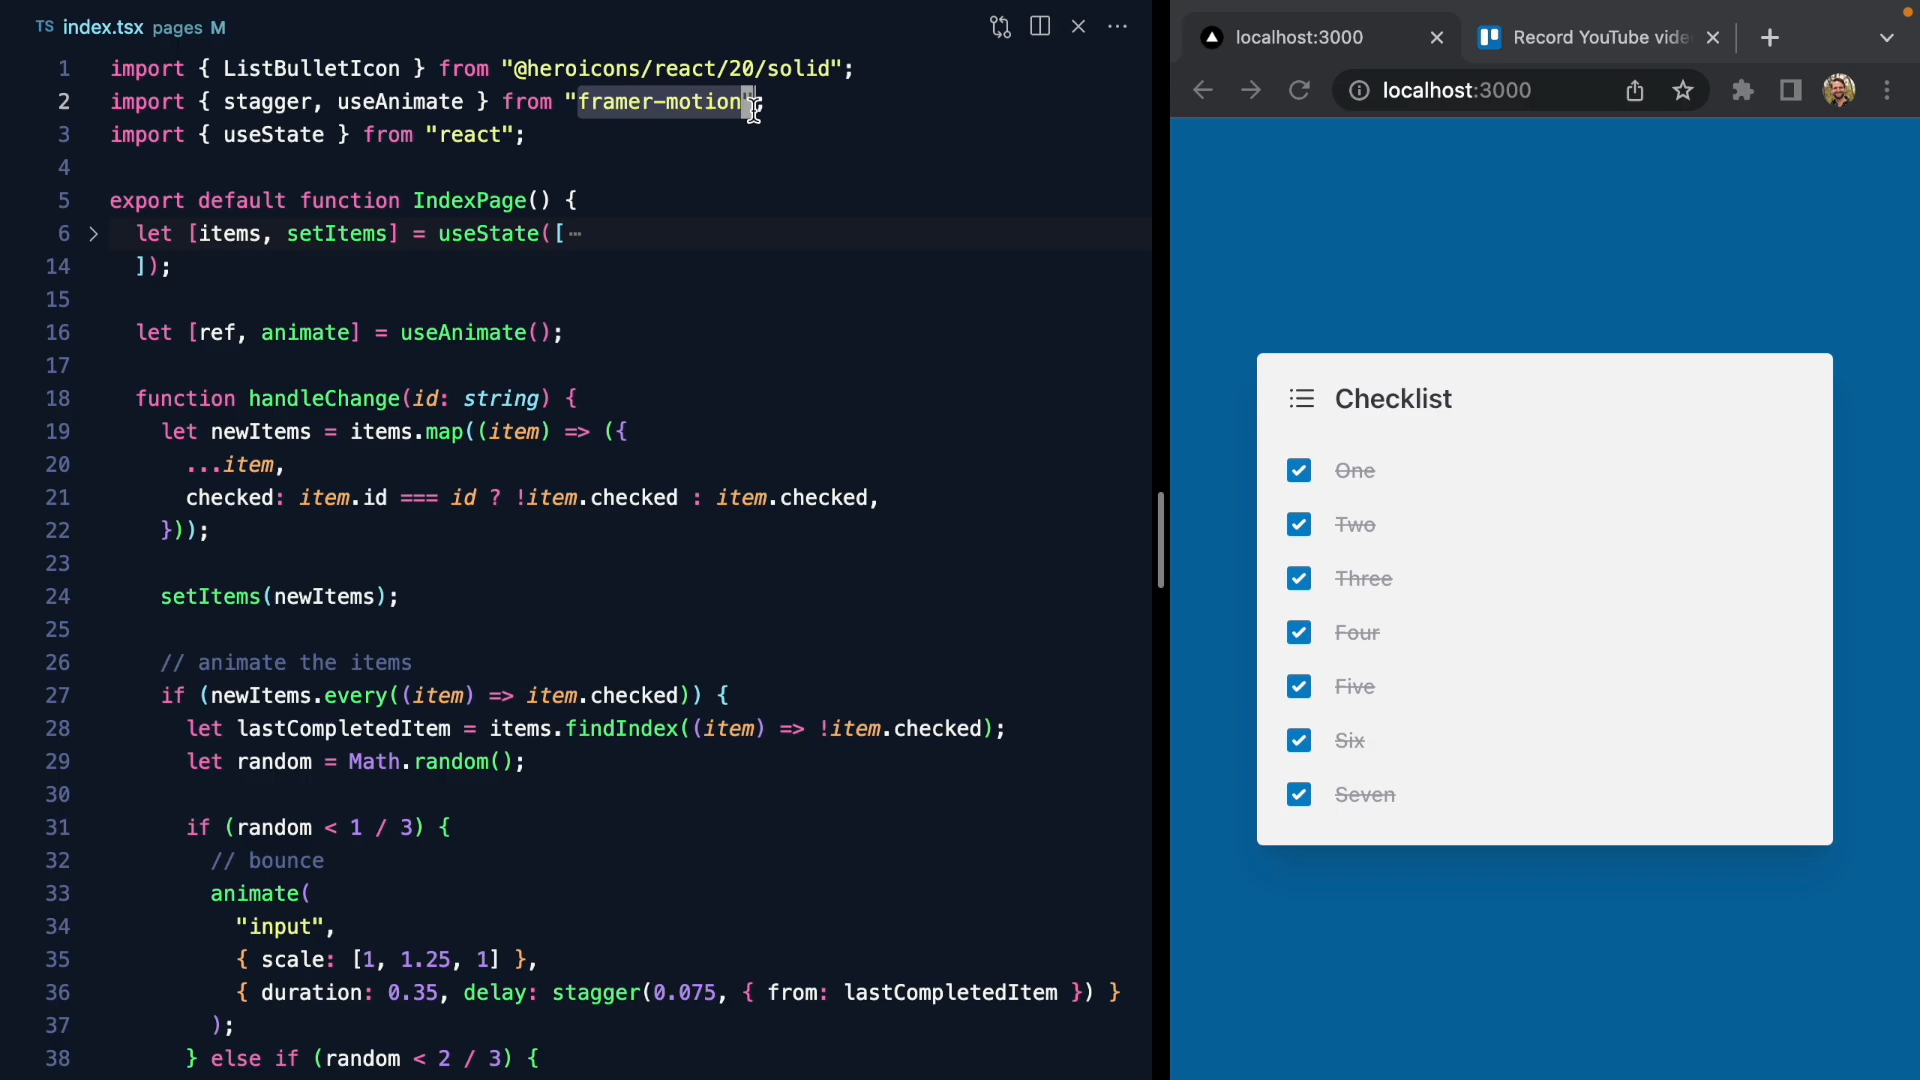 TS index.tsx pages M
1 import { ListBulletIcon } from "@heroicons/react/20/solid";
2 import { stagger, useAnimate } from "framer-motion";
3 import { useState } from "react";
4
5 export default function IndexPage() {
6 let [items, setItems] = useState([⋯
14 ]);
15
16 let [ref, animate] = useAnimate();
17
18 function handleChange(id: string) {
19 let newItems = items.map((item) => ({
20 ...item,
21 checked: item.id === id ? !item.checked : item.checked,
22 }));
23
24 setItems(newItems);
25
26 // animate the items
27 if (newItems.every((item) => item.checked)) {
28 let lastCompletedItem = items.findIndex((item) => !item.checked);
29 let random = Math.random();
30
31 if (random < 1 / 3) {
32 // bounce
33 animate(
34 "input",
35 { scale: [1, 1.25, 1] },
36 { duration: 0.35, delay: stagger(0.075, { from: lastCompletedItem }) }
37 );
38 } else if (random < 2 / 3) {
localhost:3000
Record YouTube vide
localhost:3000
Checklist
One
Two
Three
Four
Five
Six
Seven